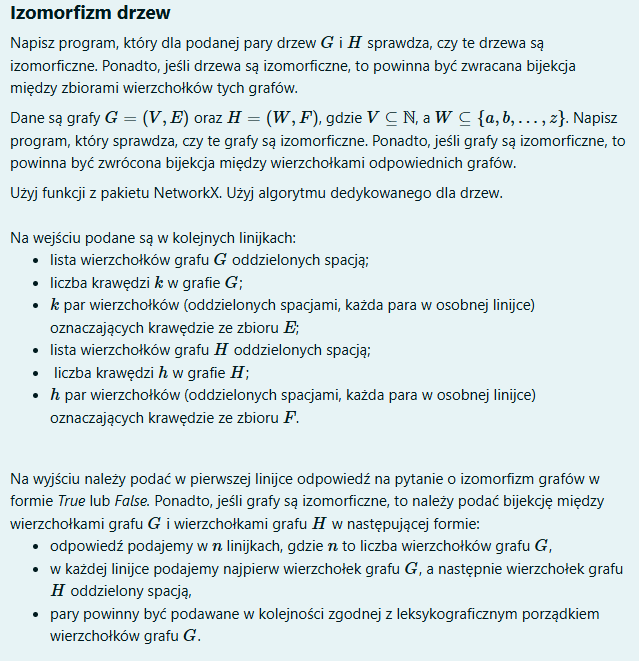 Izomorfizm drzew
Napisz program, który dla podanej pary drzew G i H sprawdza, czy te drzewa są
izomorficzne. Ponadto, jeśli drzewa są izomorficzne, to powinna być zwracana bijekcja
między zbiorami wierzchołków tych grafów.
Dane są grafy G = (V, E) oraz H = (W, F), gdzie V ⊆ ℕ, a W ⊆ {a, b, …, z}. Napisz
program, który sprawdza, czy te grafy są izomorficzne. Ponadto, jeśli grafy są izomorficzne, to
powinna być zwrócona bijekcja między wierzchołkami odpowiednich grafów.
Użyj funkcji z pakietu NetworkX. Użyj algorytmu dedykowanego dla drzew.
Na wejściu podane są w kolejnych linijkach:
• lista wierzchołków grafu G oddzielonych spacją;
• liczba krawędzi k w grafie G;
• k par wierzchołków (oddzielonych spacjami, każda para w osobnej linijce)
oznaczających krawędzie ze zbioru E;
• lista wierzchołków grafu H oddzielonych spacją;
• liczba krawędzi h w grafie H;
• h par wierzchołków (oddzielonych spacjami, każda para w osobnej linijce)
oznaczających krawędzie ze zbioru F.
Na wyjściu należy podać w pierwszej linijce odpowiedź na pytanie o izomorfizm grafów w
formie True lub False. Ponadto, jeśli grafy są izomorficzne, to należy podać bijekcję między
wierzchołkami grafu G i wierzchołkami grafu H w następującej formie:
• odpowiedź podajemy w n linijkach, gdzie n to liczba wierzchołków grafu G,
• w każdej linijce podajemy najpierw wierzchołek grafu G, a następnie wierzchołek grafu
H oddzielony spacją,
• pary powinny być podawane w kolejności zgodnej z leksykograficznym porządkiem
wierzchołków grafu G.